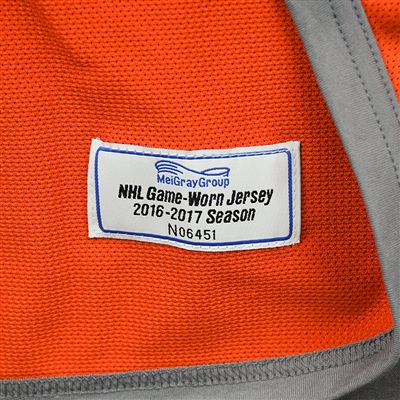 MeiGrayGroup
NHL Game-Worn Jersey
2016-2017 Season
N06451